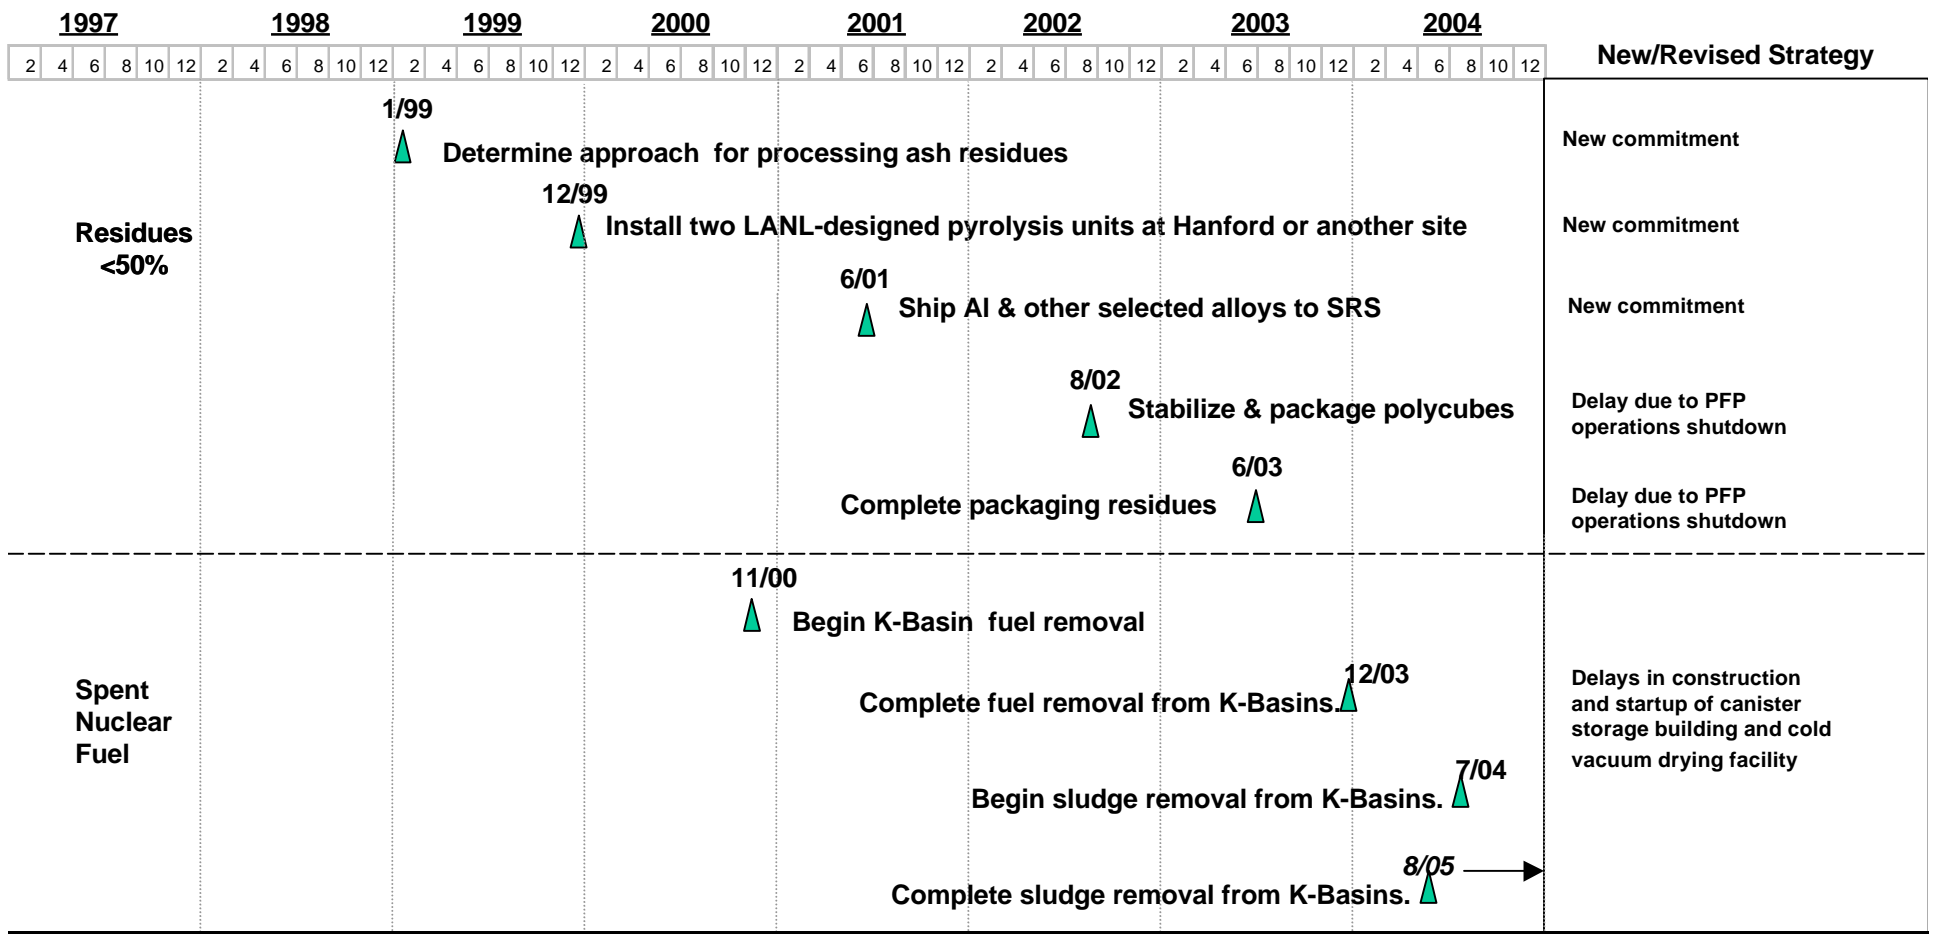 1997 1998 1999 2000 2001 2002 2003 2004
New/Revised Strategy
2 4 6 8 10 12 2 4 6 8 10 12 2 4 6 8 10 12 2 4 6 8 10 12 2 4 6 8 10 12 2 4 6 8 10 12 2 4 6 8 10 12 2 4 6 8 10 12
1/99
Determine approach for processing ash residues
New commitment
12/99
Install two LANL-designed pyrolysis units at Hanford or another site
New commitment
Residues
<50%
6/01
Ship Al & other selected alloys to SRS
New commitment
8/02
Stabilize & package polycubes
Delay due to PFP
operations shutdown
6/03
Complete packaging residues
Delay due to PFP
operations shutdown
11/00
Begin K-Basin fuel removal
Spent
Nuclear
Fuel
12/03
Complete fuel removal from K-Basins.
Delays in construction
and startup of canister
storage building and cold
vacuum drying facility
7/04
Begin sludge removal from K-Basins.
8/05
Complete sludge removal from K-Basins.